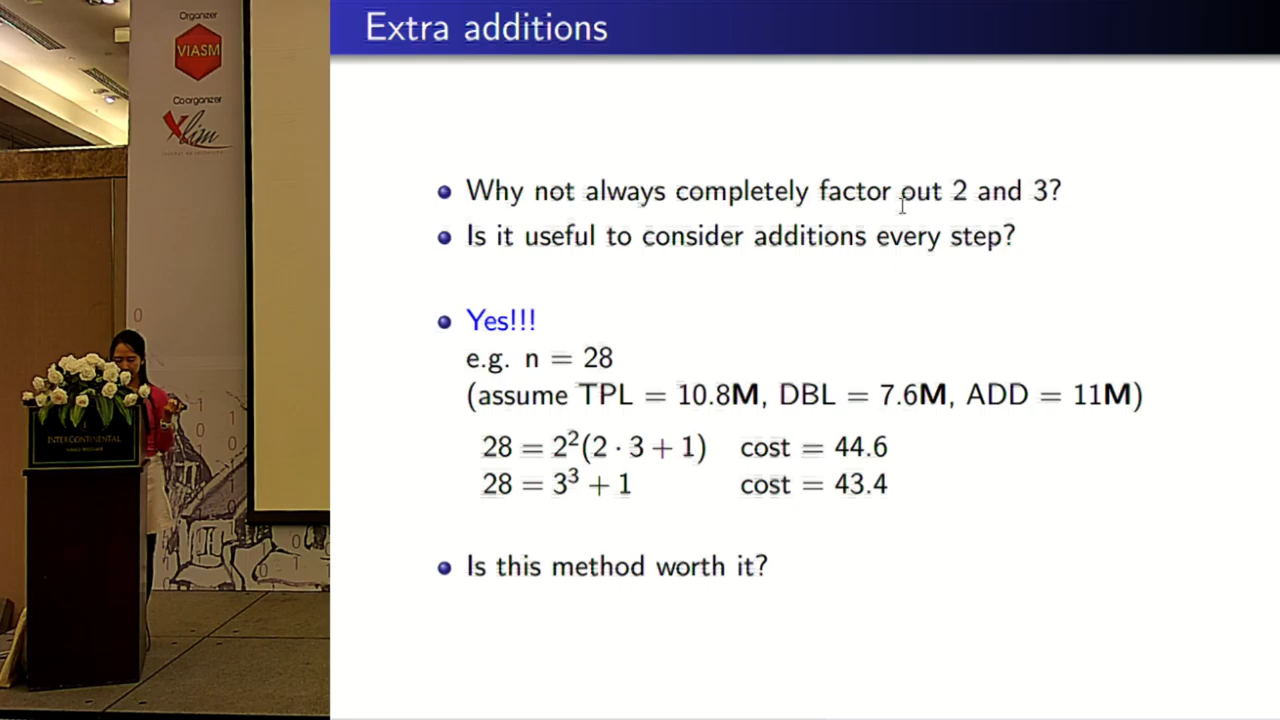 Organizer
VIASM
Coorganizer
Xlim
INTERCONTINENTAL
Extra additions
Why not always completely factor out 2 and 3?
Is it useful to consider additions every step?
Yes!!!
e.g. n = 28
(assume TPL = 10.8M, DBL = 7.6M, ADD = 11M)
28 = 2²(2 · 3 + 1) cost = 44.6
28 = 3³ + 1 cost = 43.4
Is this method worth it?